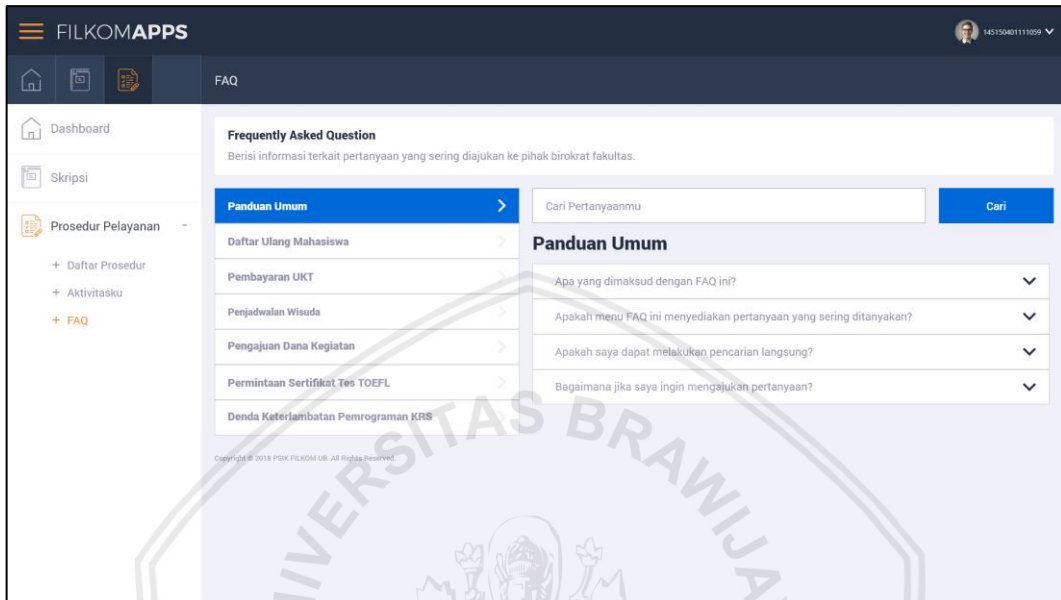 FILKOMAPPS
145150401111059
FAQ
Dashboard
Skripsi
Prosedur Pelayanan -
+ Daftar Prosedur
+ Aktivitasku
+ FAQ
Frequently Asked Question
Berisi informasi terkait pertanyaan yang sering diajukan ke pihak birokrat fakultas.
Panduan Umum
Daftar Ulang Mahasiswa
Pembayaran UKT
Penjadwalan Wisuda
Pengajuan Dana Kegiatan
Permintaan Sertifikat Tes TOEFL
Denda Keterlambatan Pemrograman KRS
Cari Pertanyaanmu
Cari
Panduan Umum
Apa yang dimaksud dengan FAQ ini?
Apakah menu FAQ ini menyediakan pertanyaan yang sering ditanyakan?
Apakah saya dapat melakukan pencarian langsung?
Bagaimana jika saya ingin mengajukan pertanyaan?
Copyright © 2018 PSIK FILKOM UB. All Rights Reserved.
UNIVERSITAS BRAWIJA